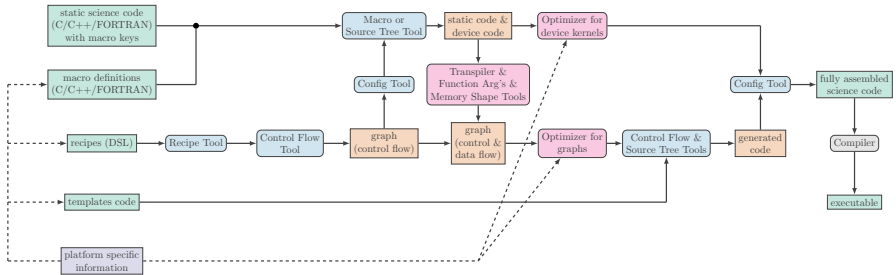 static science code
(C/C++/FORTRAN)
with macro keys
Macro or
Source Tree Tool
static code &
device code
Optimizer for
device kernels
macro definitions
(C/C++/FORTRAN)
Config Tool
Transpiler &
Function Arg's &
Memory Shape Tools
Config Tool
fully assembled
science code
recipes (DSL)
Recipe Tool
Control Flow
Tool
graph
(control flow)
graph
(control &
data flow)
Optimizer for
graphs
Control Flow &
Source Tree Tools
generated
code
Compiler
templates code
executable
platform specific
information